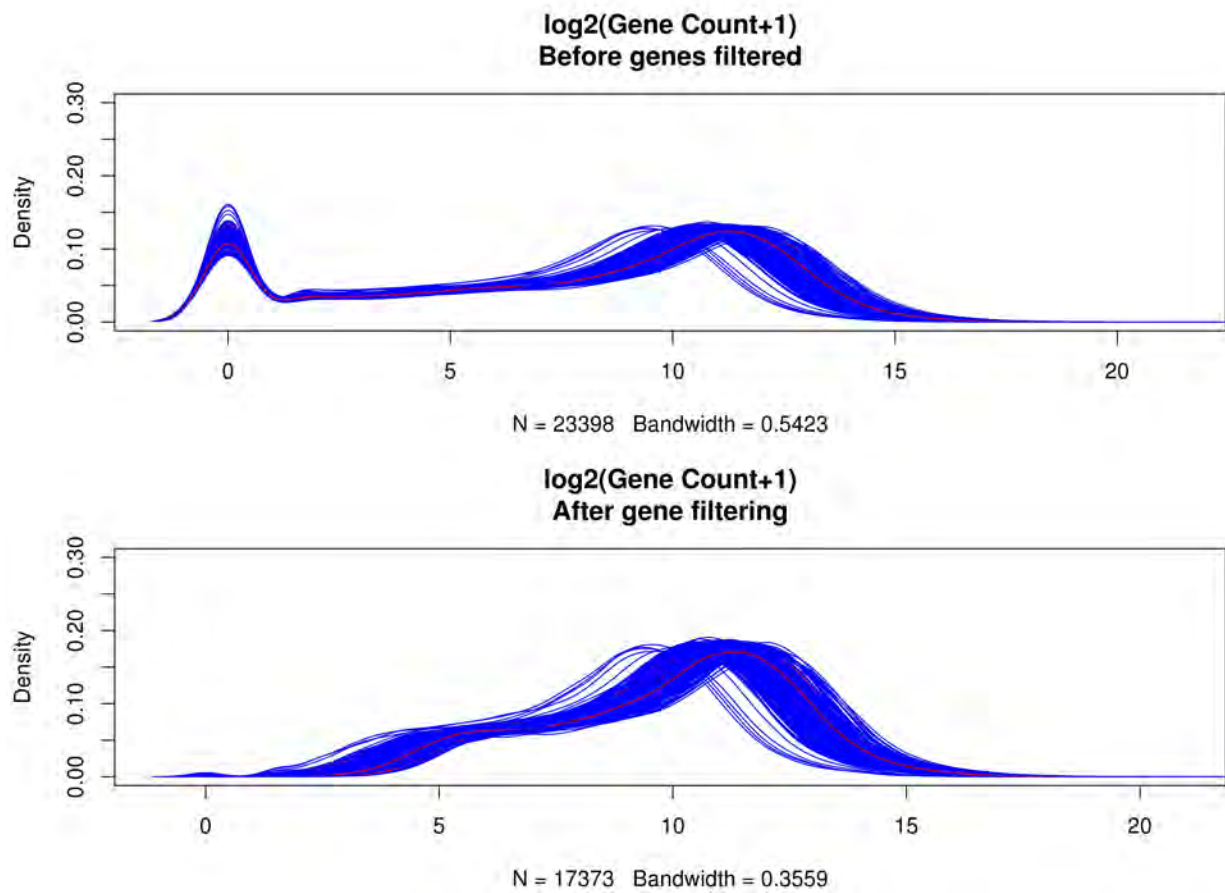 log2(Gene Count+1)
Before genes filtered
0.30
0.20
0.10
0.00
Density
0 5 10 15 20
N = 23398 Bandwidth = 0.5423
log2(Gene Count+1)
After gene filtering
0.30
0.20
0.10
0.00
Density
0 5 10 15 20
N = 17373 Bandwidth = 0.3559